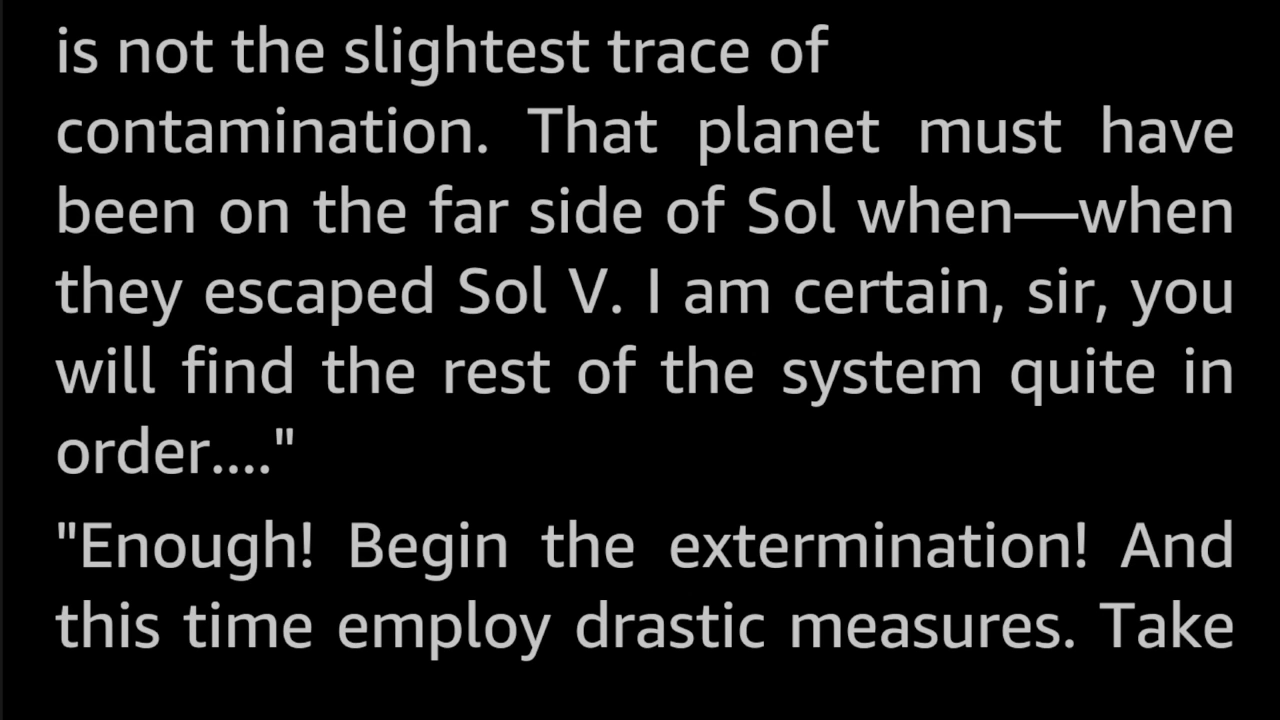 is not the slightest trace of
contamination. That planet must have
been on the far side of Sol when—when
they escaped Sol V. I am certain, sir, you
will find the rest of the system quite in
order...."
"Enough! Begin the extermination! And
this time employ drastic measures. Take